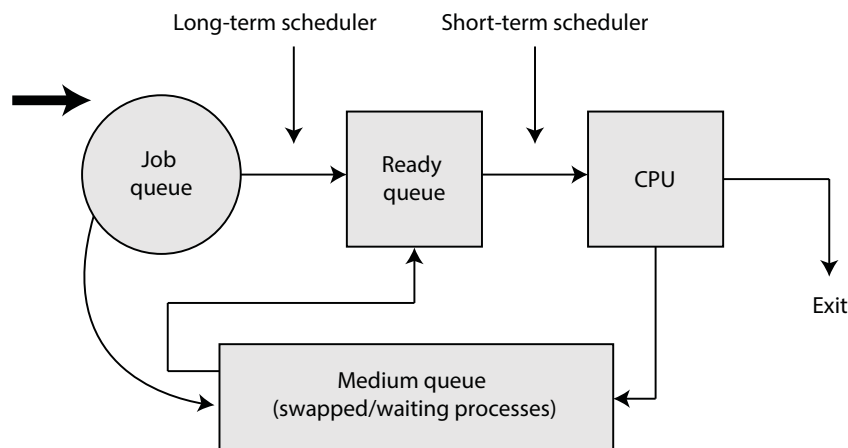 Long-term scheduler
Short-term scheduler
Job
queue
Ready
queue
CPU
Exit
Medium queue
(swapped/waiting processes)